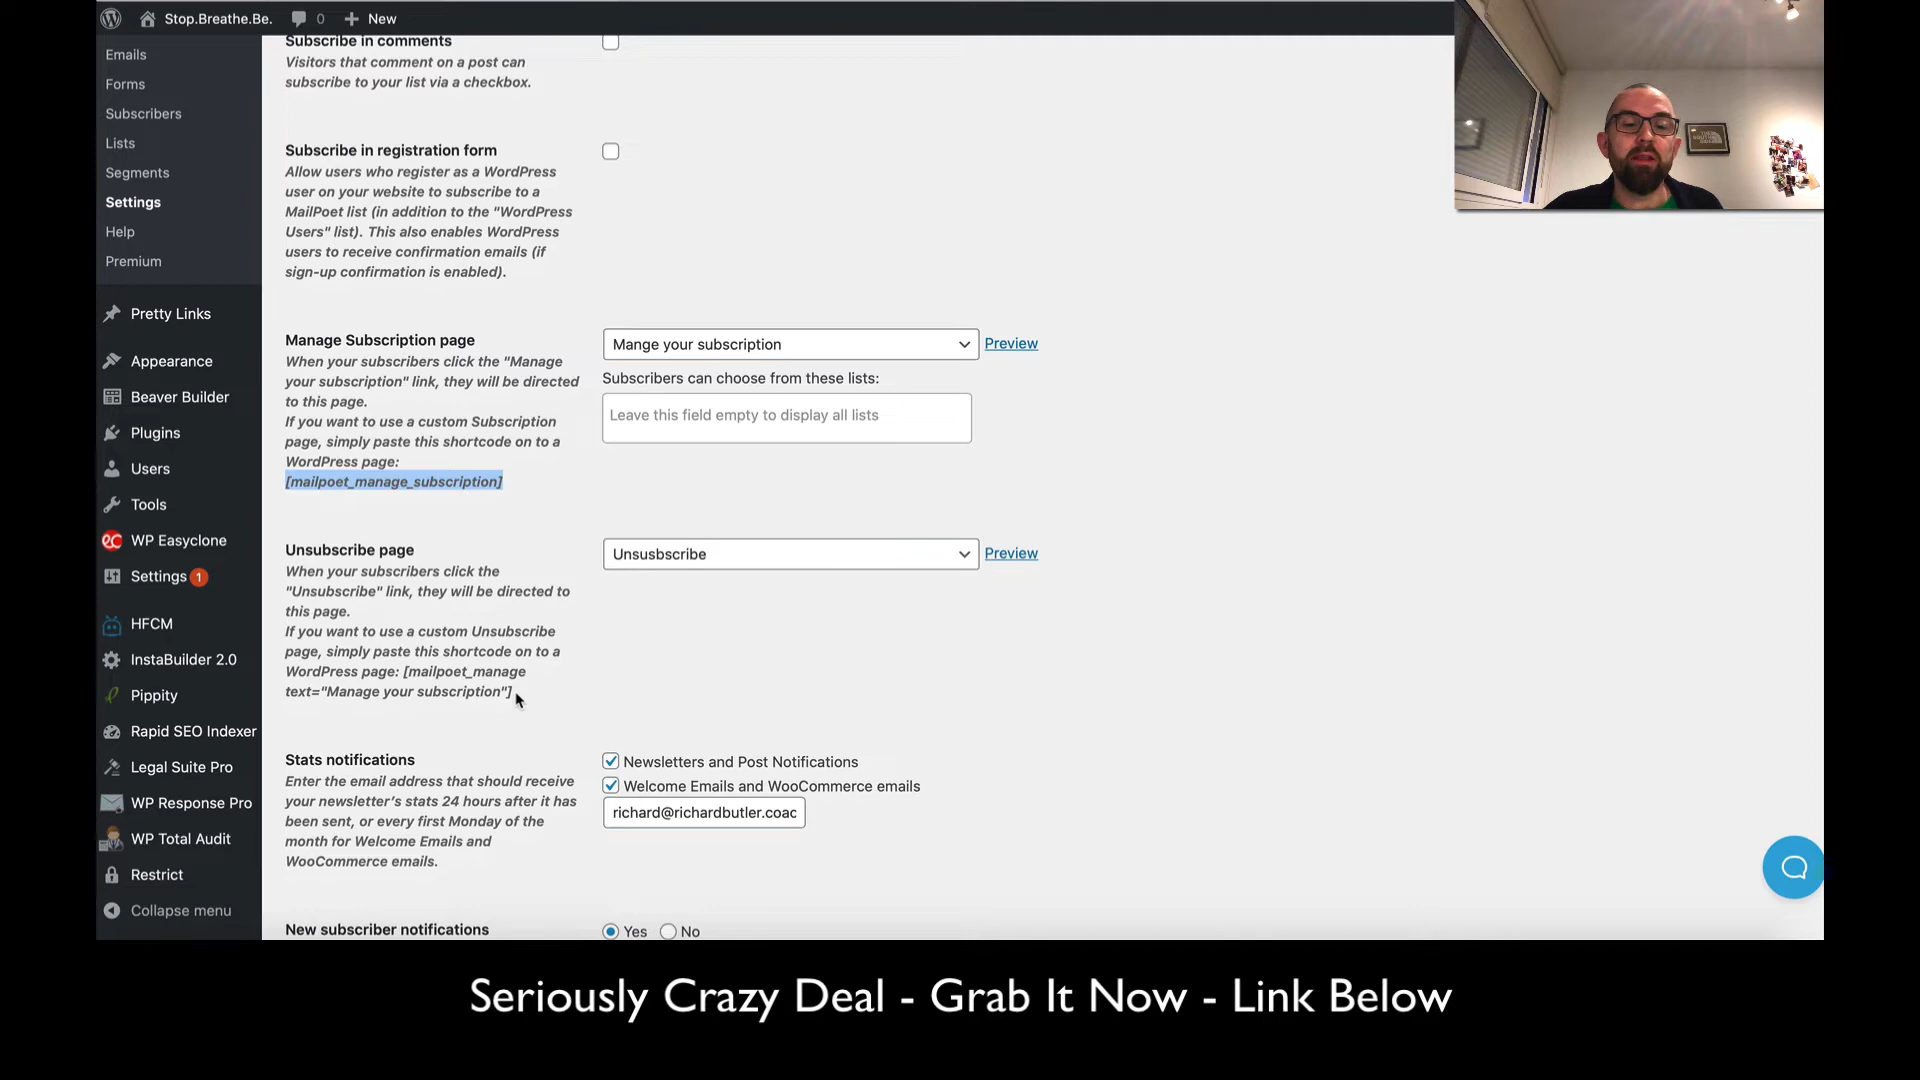 Stop.Breathe.Be.
0
New
Emails
Forms
Subscribers
Lists
Segments
Settings
Help
Premium
Pretty Links
Appearance
Beaver Builder
Plugins
Users
Tools
WP Easyclone
Settings 1
HFCM
InstaBuilder 2.0
Pippity
Rapid SEO Indexer
Legal Suite Pro
WP Response Pro
WP Total Audit
Restrict
Collapse menu
Subscribe in comments
Visitors that comment on a post can
subscribe to your list via a checkbox.
Subscribe in registration form
Allow users who register as a WordPress
user on your website to subscribe to a
MailPoet list (in addition to the "WordPress
Users" list). This also enables WordPress
users to receive confirmation emails (if
sign-up confirmation is enabled).
Manage Subscription page
When your subscribers click the "Manage
your subscription" link, they will be directed
to this page.
If you want to use a custom Subscription
page, simply paste this shortcode on to a
WordPress page:
[mailpoet_manage_subscription]
Mange your subscription
Preview
Subscribers can choose from these lists:
Leave this field empty to display all lists
Unsubscribe page
When your subscribers click the
"Unsubscribe" link, they will be directed to
this page.
If you want to use a custom Unsubscribe
page, simply paste this shortcode on to a
WordPress page: [mailpoet_manage
text="Manage your subscription"]
Unsusbscribe
Preview
Stats notifications
Enter the email address that should receive
your newsletter's stats 24 hours after it has
been sent, or every first Monday of the
month for Welcome Emails and
WooCommerce emails.
Newsletters and Post Notifications
Welcome Emails and WooCommerce emails
richard@richardbutler.coac
New subscriber notifications
Yes
No
Seriously Crazy Deal - Grab It Now - Link Below